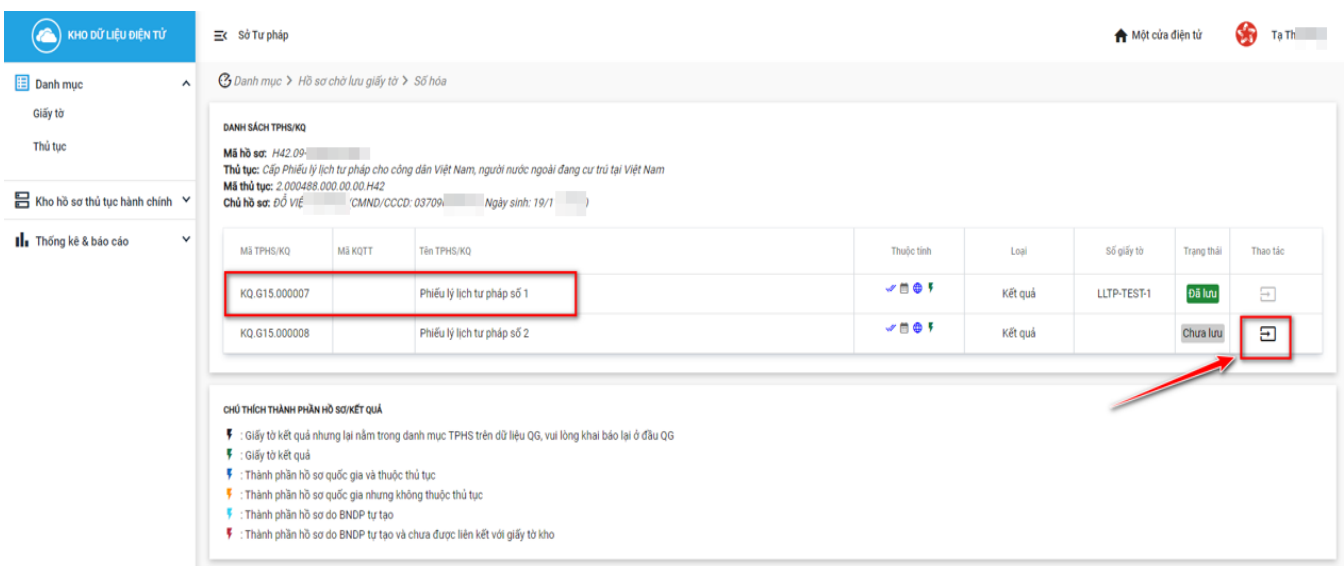 KHO DỮ LIỆU ĐIỆN TỬ
Sở Tư pháp
Một cửa điện tử
Tạ Th
Danh mục
Giấy tờ
Thủ tục
Kho hồ sơ thủ tục hành chính
Thống kê & báo cáo
Danh mục > Hồ sơ chờ lưu giấy tờ > Số hóa
DANH SÁCH TPHS/KQ
Mã hồ sơ: H42.09-
Thủ tục: Cấp Phiếu lý lịch tư pháp cho công dân Việt Nam, người nước ngoài đang cư trú tại Việt Nam
Mã thủ tục: 2.000488.000.00.00.H42
Chủ hồ sơ: ĐỖ VIỆ (CMND/CCCD: 03709 Ngày sinh: 19/1 )
Mã TPHS/KQ Mã KQTT Tên TPHS/KQ Thuộc tính Loại Số giấy tờ Trạng thái Thao tác
KQ.G15.000007 Phiếu lý lịch tư pháp số 1 Kết quả LLTP-TEST-1 Đã lưu
KQ.G15.000008 Phiếu lý lịch tư pháp số 2 Kết quả Chưa lưu
CHÚ THÍCH THÀNH PHẦN HỒ SƠ/KẾT QUẢ
: Giấy tờ kết quả nhưng lại nằm trong danh mục TPHS trên dữ liệu QG, vui lòng khai báo lại ở đầu QG
: Giấy tờ kết quả
: Thành phần hồ sơ quốc gia và thuộc thủ tục
: Thành phần hồ sơ quốc gia nhưng không thuộc thủ tục
: Thành phần hồ sơ do BNDP tự tạo
: Thành phần hồ sơ do BNDP tự tạo và chưa được liên kết với giấy tờ kho